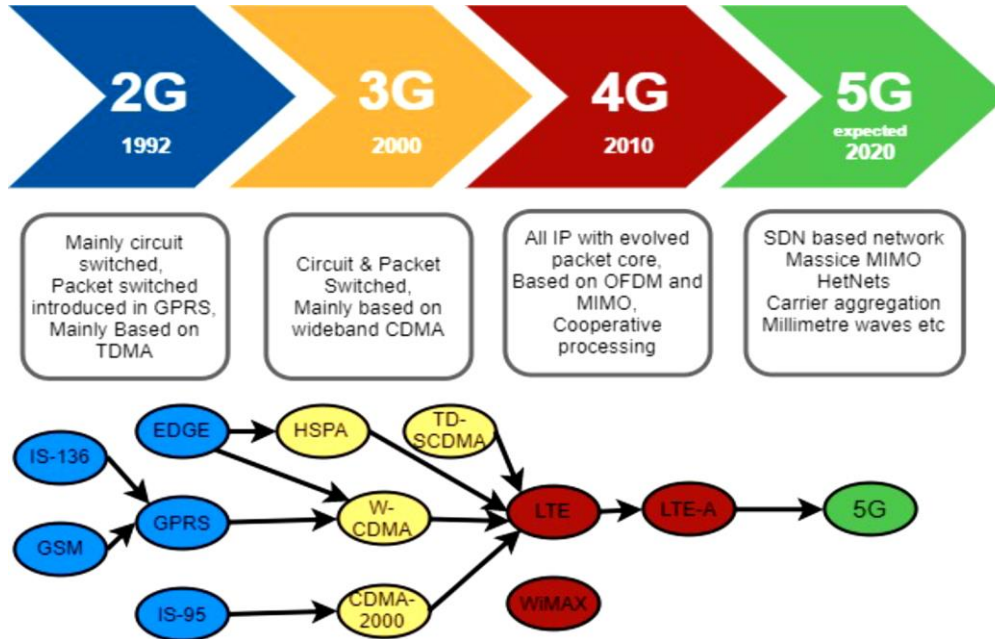 2G
1992
3G
2000
4G
2010
5G
expected
2020
Mainly circuit
switched,
Packet switched
introduced in GPRS,
Mainly Based on
TDMA
Circuit & Packet
Switched,
Mainly based on
wideband CDMA
All IP with evolved
packet core,
Based on OFDM and
MIMO,
Cooperative
processing
SDN based network
Massice MIMO
HetNets
Carrier aggregation
Millimetre waves etc
EDGE
HSPA
TD-
SCDMA
IS-136
GPRS
W-
CDMA
LTE
LTE-A
5G
GSM
IS-95
CDMA-
2000
WiMAX